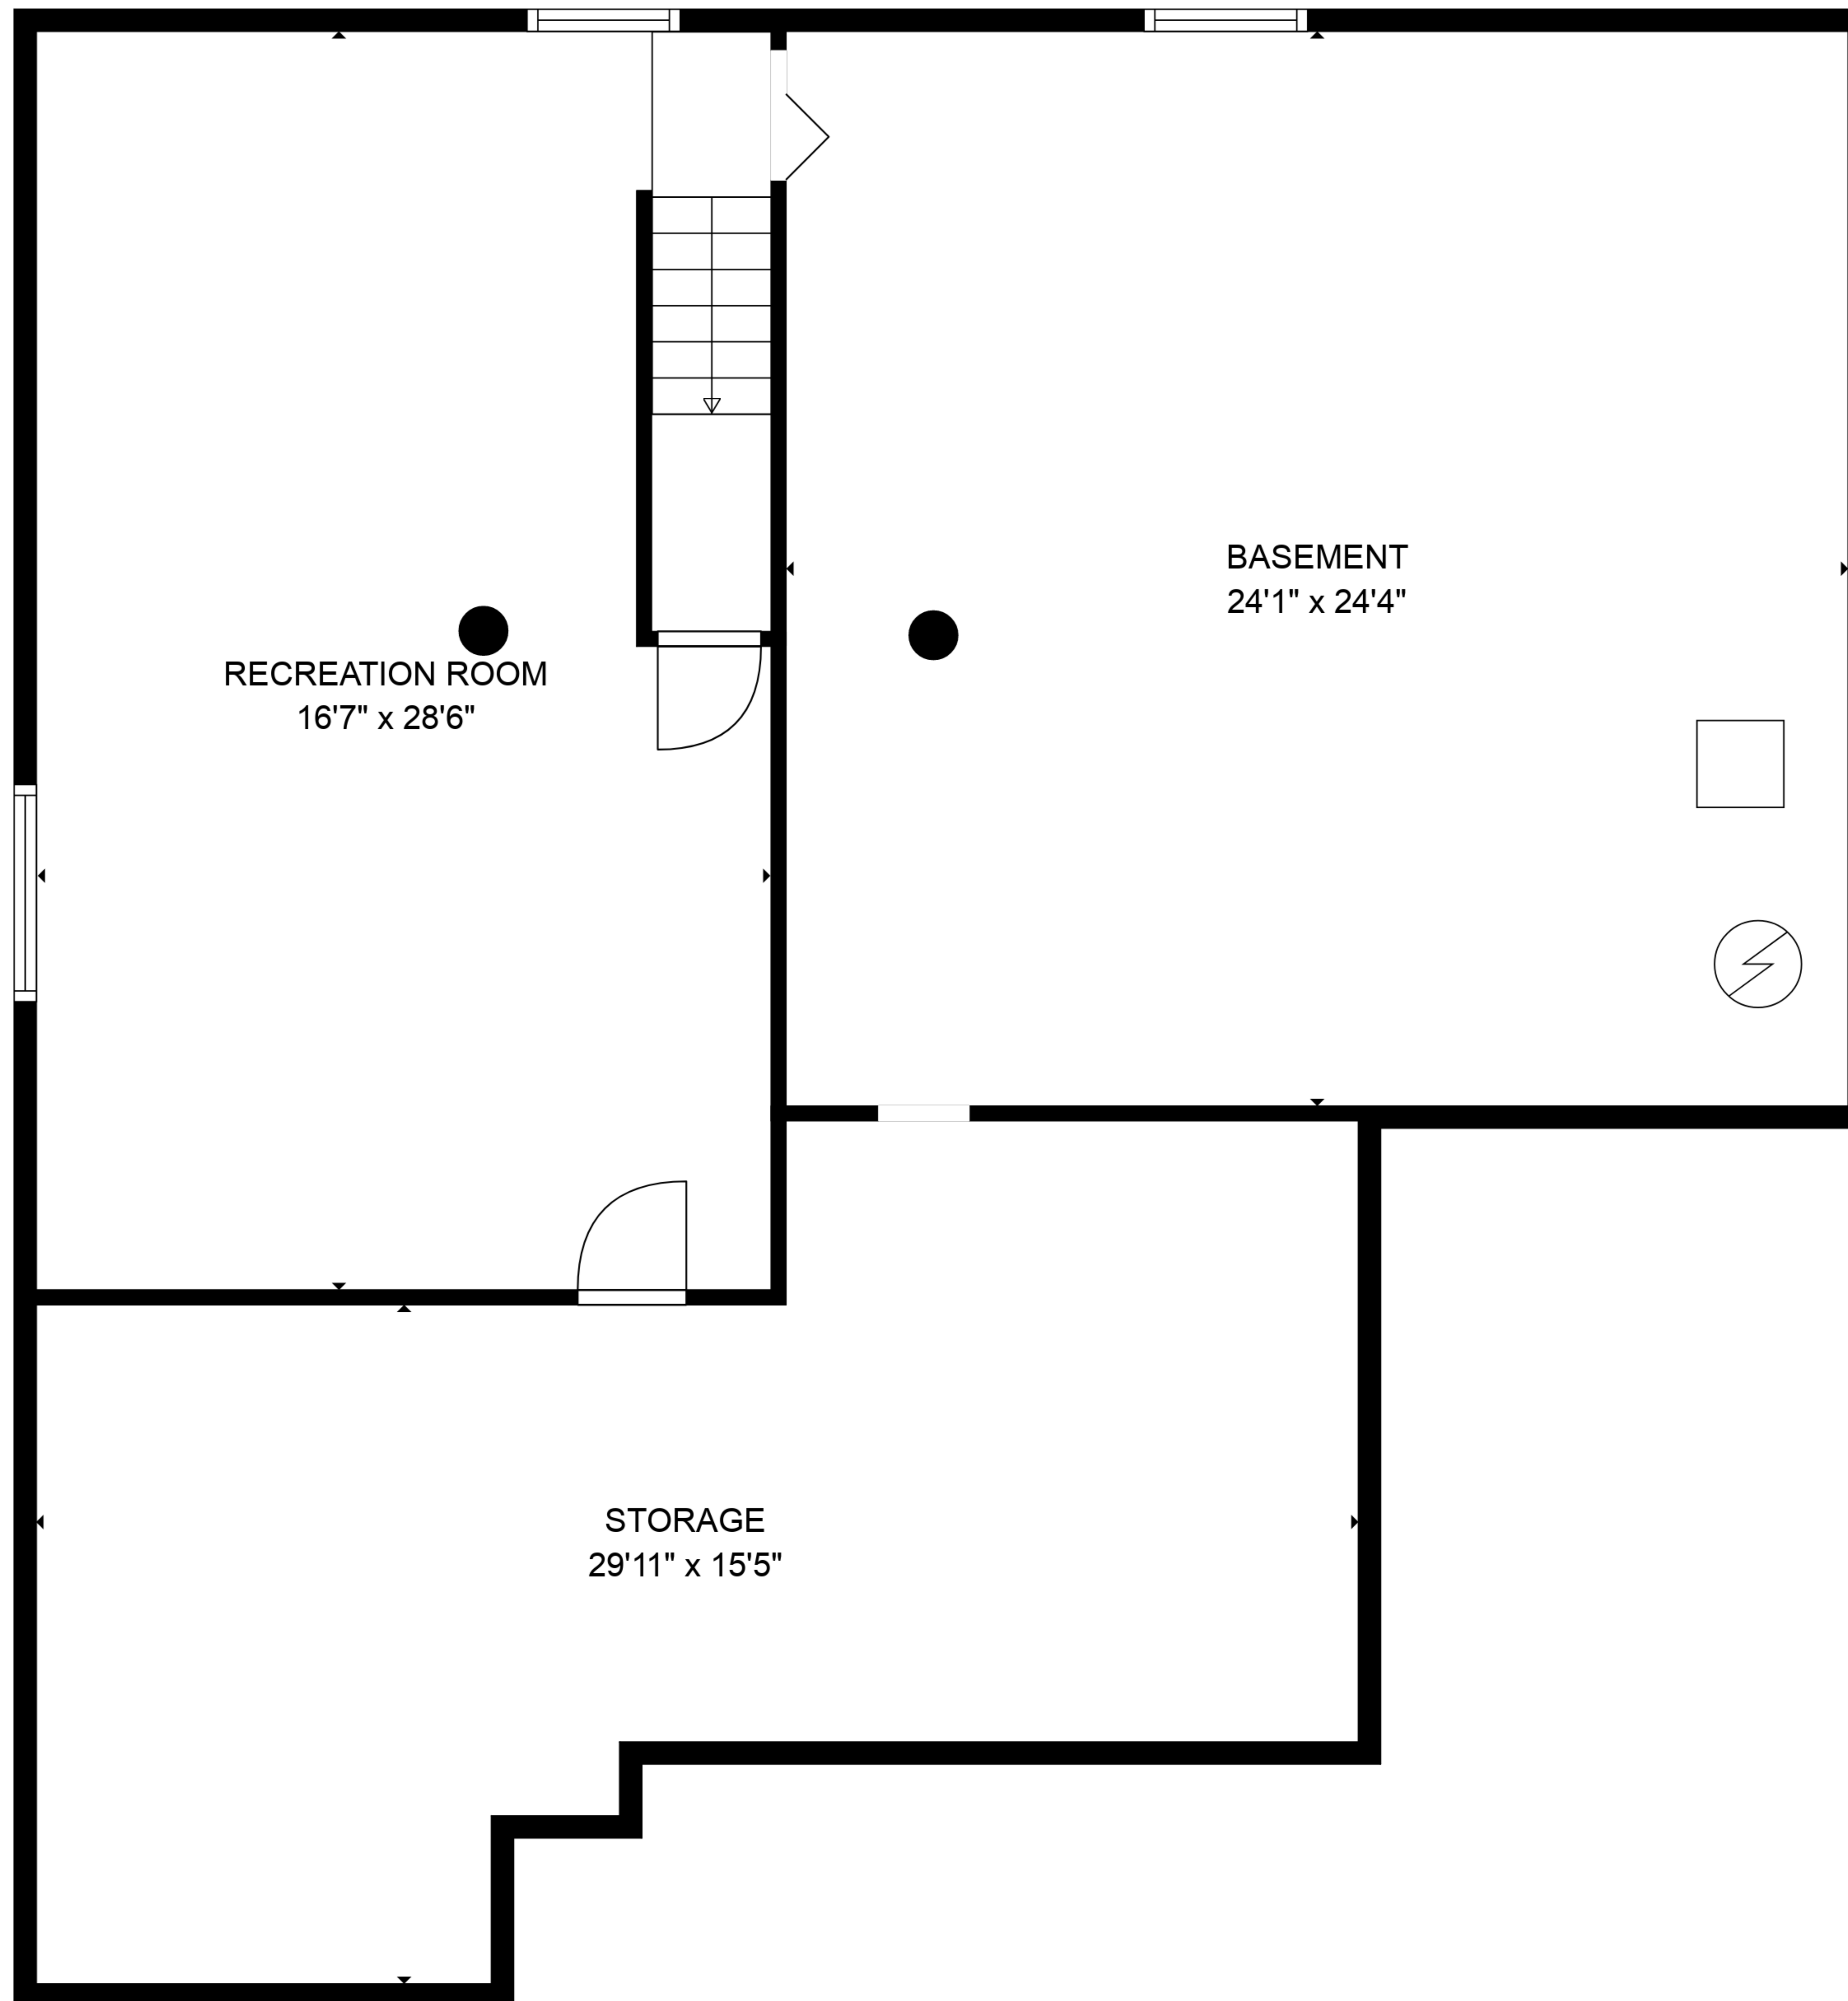 BASEMENT
24'1" x 24'4"
RECREATION ROOM
16'7" x 28'6"
STORAGE
29'11" x 15'5"